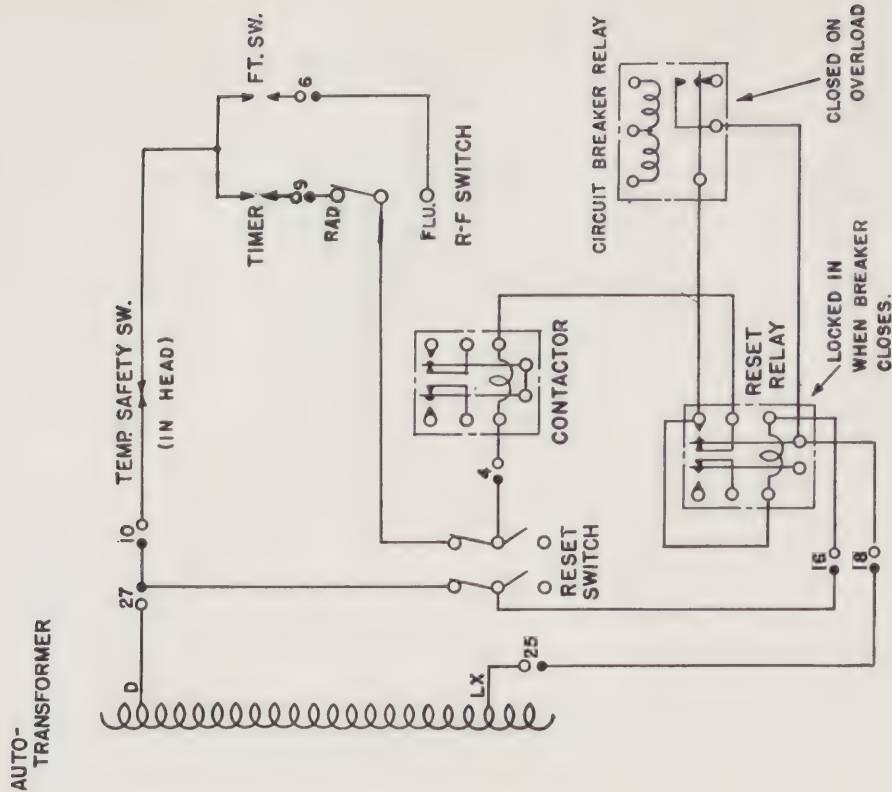 AUTO-
TRANSFORMER
D
27
10
TEMP. SAFETY SW.
(IN HEAD)
TIMER
FT. SW.
9
6
RAD
FLU.
R-F SWITCH
LX
25
RESET
SWITCH
4
CONTACTOR
CIRCUIT BREAKER RELAY
CLOSED ON
OVERLOAD
16
18
RESET
RELAY
LOCKED IN
WHEN BREAKER
CLOSES.